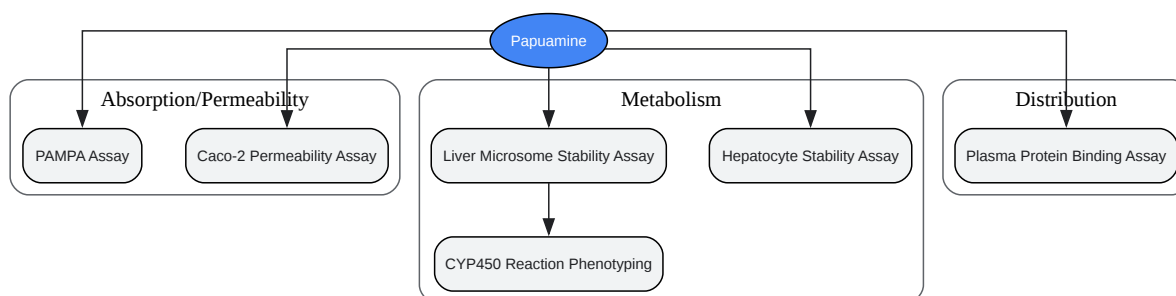 Papuamine
Absorption/Permeability
Metabolism
Distribution
PAMPA Assay
Caco-2 Permeability Assay
Liver Microsome Stability Assay
Hepatocyte Stability Assay
Plasma Protein Binding Assay
CYP450 Reaction Phenotyping